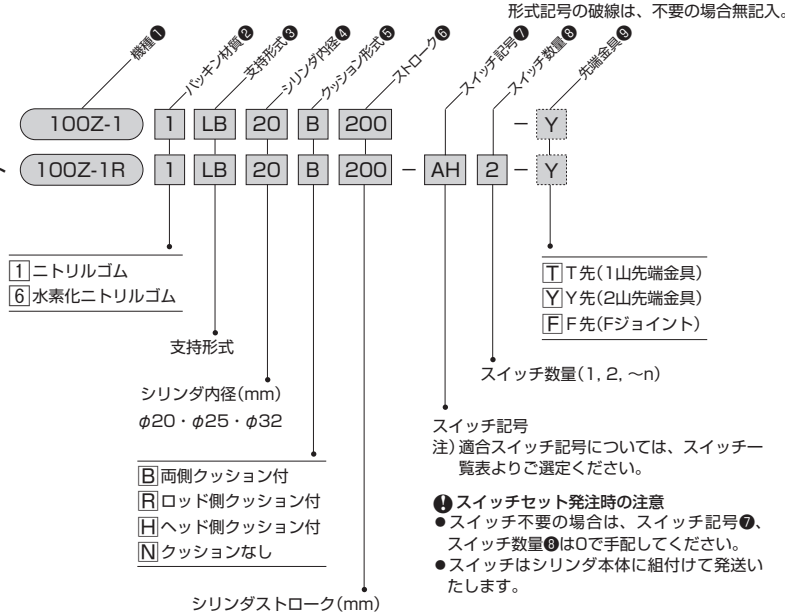 形式記号の破線は、不要の場合無記入。
機種❶
パッキン材質❷
支持形式❸
シリンダ内径❹
クッション形式❺
ストローク❻
スイッチ記号❼
スイッチ数量❽
先端金具❾
100Z-1 1 LB 20 B 200 － Y
100Z-1R 1 LB 20 B 200 － AH 2 － Y
1 ニトリルゴム
6 水素化ニトリルゴム
T T先(1山先端金具)
Y Y先(2山先端金具)
F F先(Fジョイント)
支持形式
スイッチ数量(1, 2, ～n)
シリンダ内径(mm)
φ20・φ25・φ32
スイッチ記号
注)適合スイッチ記号については、スイッチ一
覧表よりご選定ください。
B 両側クッション付
R ロッド側クッション付
H ヘッド側クッション付
N クッションなし
! スイッチセット発注時の注意
●スイッチ不要の場合は、スイッチ記号❼、
スイッチ数量❽は0で手配してください。
●スイッチはシリンダ本体に組付けて発送い
たします。
シリンダストローク(mm)